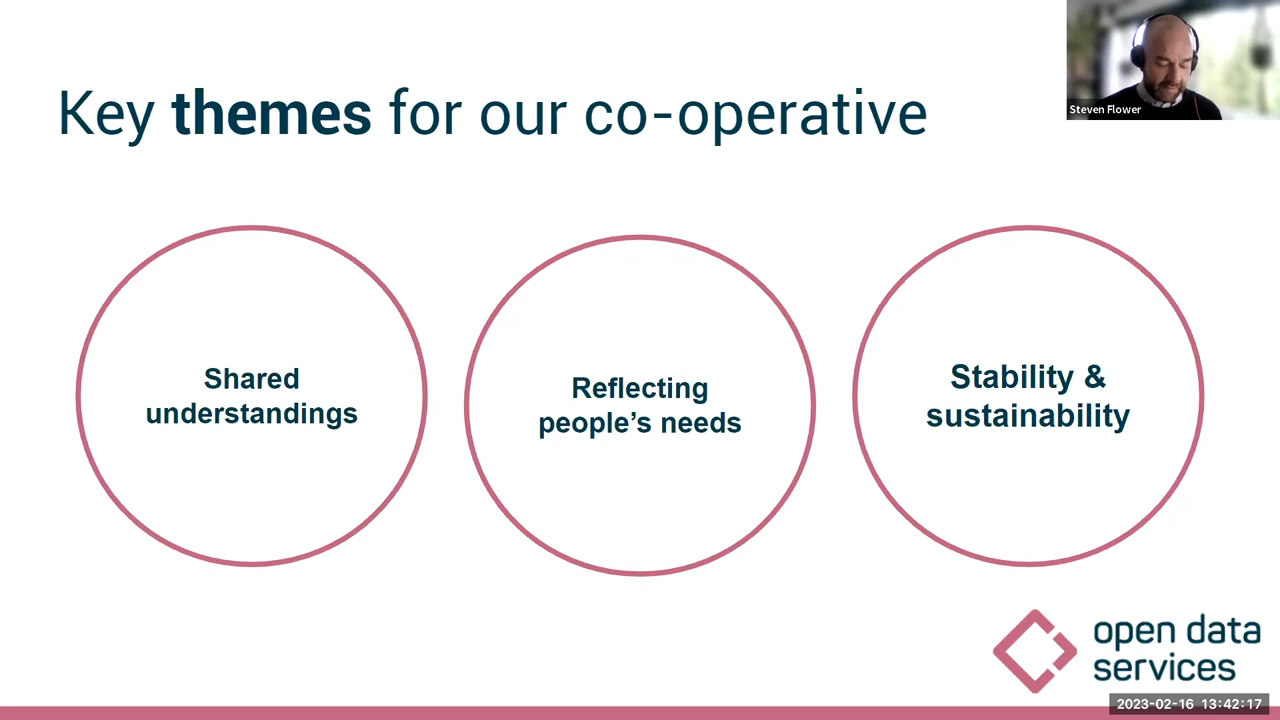 Key themes for our co-operative
Steven Flower
Shared
understandings
Reflecting
people’s needs
Stability &
sustainability
open data
services
2023-02-16 13:42:17